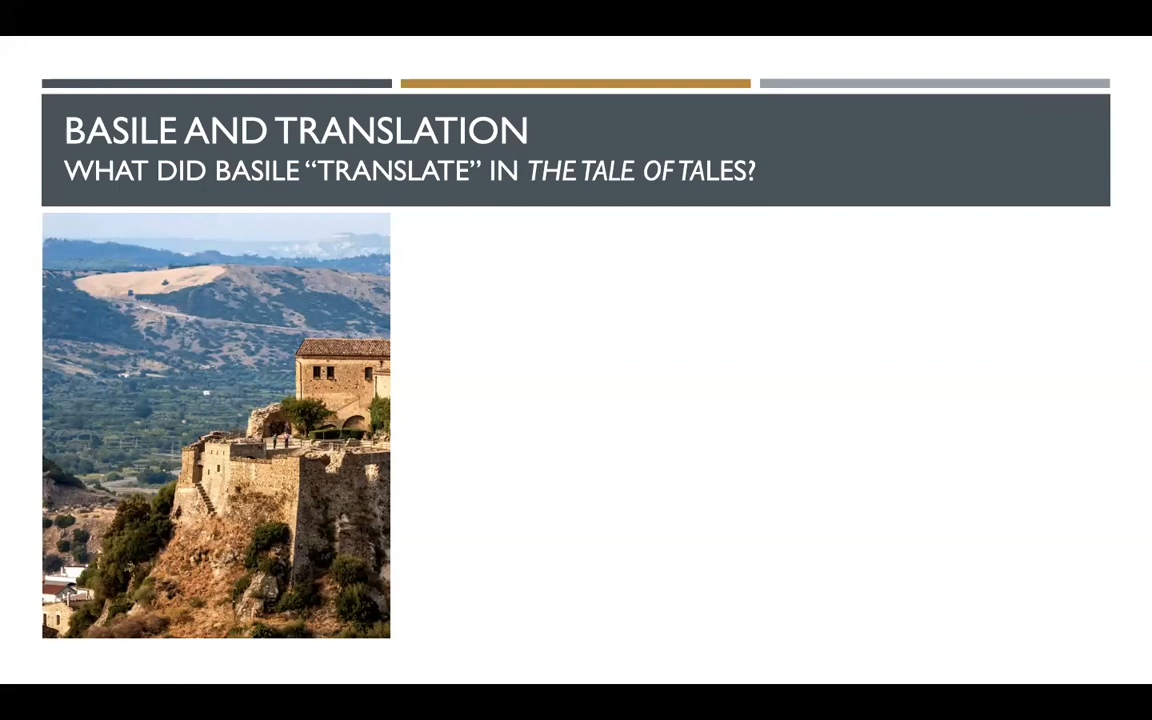 BASILE AND TRANSLATION
WHAT DID BASILE “TRANSLATE” IN THE TALE OF TALES?